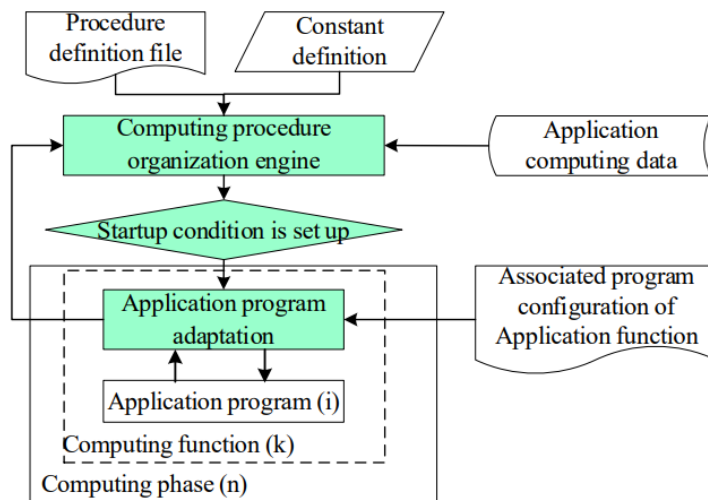 Procedure
definition file
Constant
definition
Computing procedure
organization engine
Application
computing data
Startup condition is set up
Application program
adaptation
Associated program
configuration of
Application function
Application program (i)
Computing function (k)
Computing phase (n)